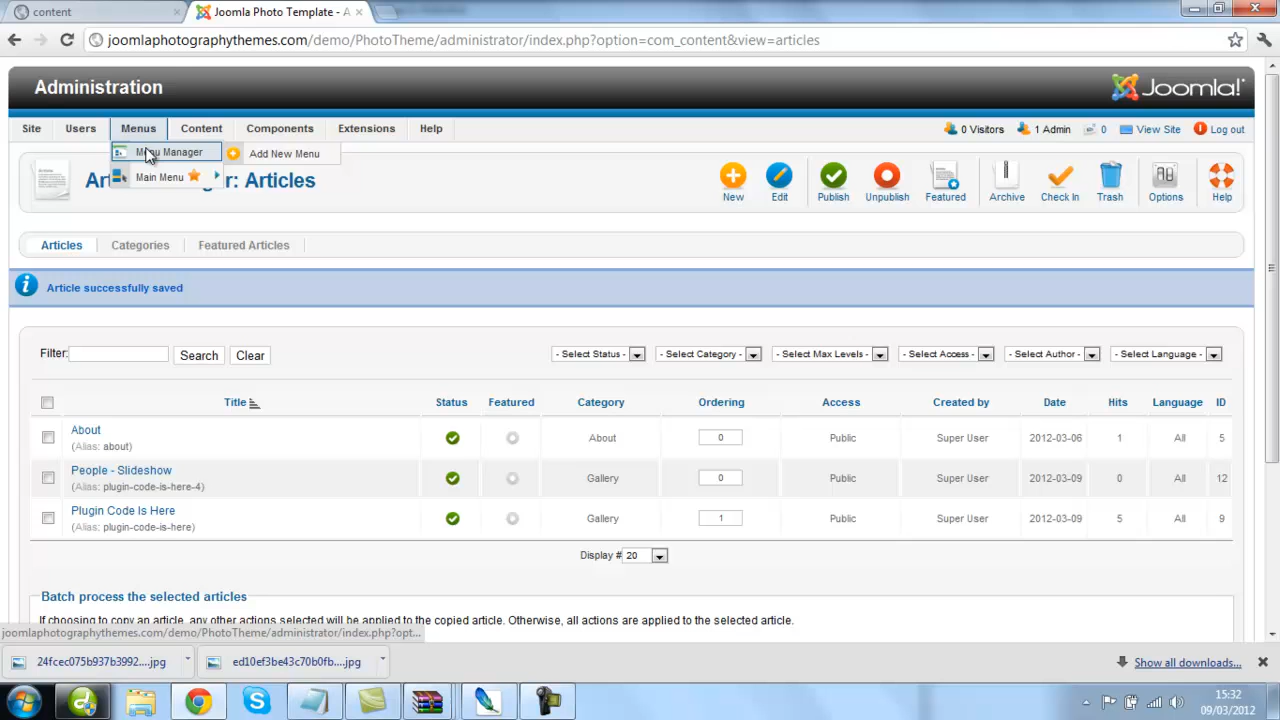 content
Joomla Photo Template - A
joomlaphotographythemes.com/demo/PhotoTheme/administrator/index.php?option=com_content&view=articles
Administration
Joomla!
Site Users Menus Content Components Extensions Help
0 Visitors 1 Admin 0 View Site Log out
Menu Manager Add New Menu
Main Menu
r: Articles
New Edit Publish Unpublish Featured Archive Check In Trash Options Help
Articles Categories Featured Articles
Article successfully saved
Filter: Search Clear
- Select Status - - Select Category - - Select Max Levels - - Select Access - - Select Author - - Select Language -
Title Status Featured Category Ordering Access Created by Date Hits Language ID
About
(Alias: about)
About 0 Public Super User 2012-03-06 1 All 5
People - Slideshow
(Alias: plugin-code-is-here-4)
Gallery 0 Public Super User 2012-03-09 0 All 12
Plugin Code Is Here
(Alias: plugin-code-is-here)
Gallery 1 Public Super User 2012-03-09 5 All 9
Display # 20
Batch process the selected articles
If choosing to copy an article, any other actions selected will be applied to the copied article. Otherwise, all actions are applied to the selected article.
joomlaphotographythemes.com/demo/PhotoTheme/administrator/index.php?opt...
24fcec075b937b3992....jpg ed10ef3be43c70b0fb....jpg Show all downloads...
15:32
09/03/2012